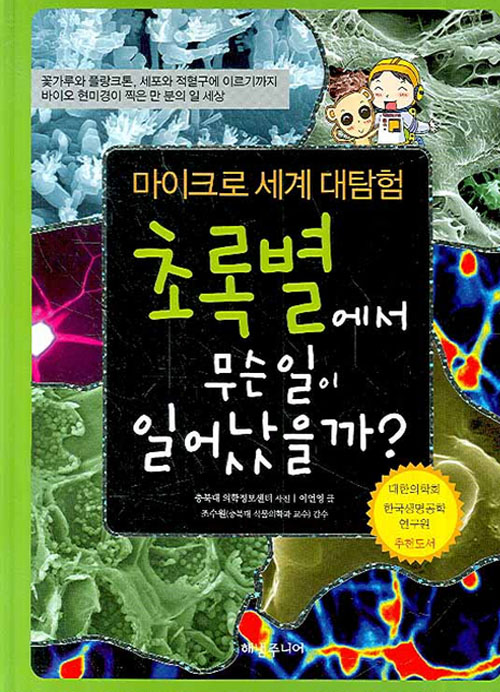 꽃가루와 플랑크톤, 세포와 적혈구에 이르기까지
바이오 현미경이 찍은 만 분의 일 세상
마이크로 세계 대탐험
초록별에서
무슨 일이
일어났을까?
충북대 의학정보센터 사진 | 이언영 글
조수원(충북대 식물의학과 교수) 감수
대한의학회
한국생명공학
연구원
추천도서
해냄주니어